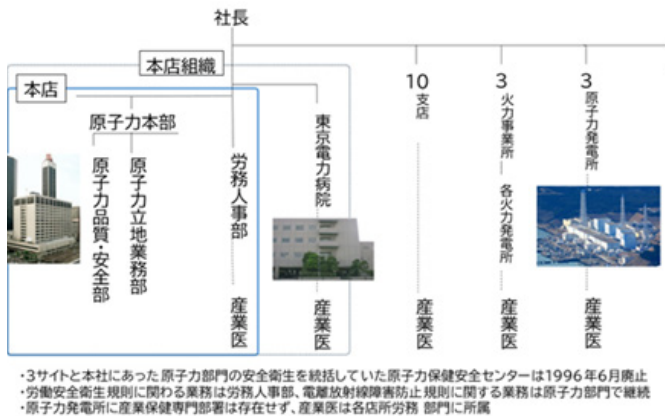 社長
本店組織
本店
原子力本部
原子力品質・安全部
原子力立地業務部
労務人事部
産業医
東京電力病院
産業医
10
支店
産業医
3
火力事業所
各火力発電所
産業医
3
原子力発電所
産業医
・3サイトと本社にあった原子力部門の安全衛生を統括していた原子力保健安全センターは1996年6月廃止
・労働安全衛生規則に関わる業務は労務人事部、電離放射線障害防止規則に関する業務は原子力部門で継続
・原子力発電所に産業保健専門部署は存在せず、産業医は各店所労務 部門に所属